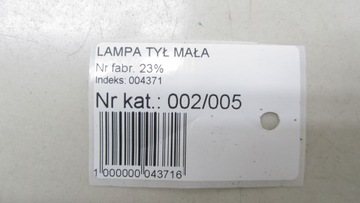 LAMPA TYŁ MAŁA
Nr fabr. 23%
Indeks: 004371
Nr kat.: 002/005
1 000000 043716